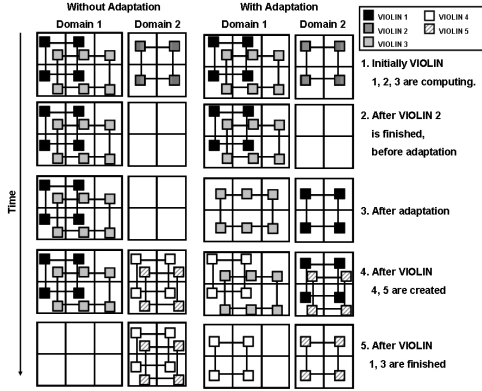 Without Adaptation
With Adaptation
Domain 1
Domain 2
Domain 1
Domain 2
VIOLIN 1
VIOLIN 4
VIOLIN 2
VIOLIN 5
VIOLIN 3
1. Initially VIOLIN
1, 2, 3 are computing.
2. After VIOLIN 2
is finished,
before adaptation
Time
3. After adaptation
4. After VIOLIN
4, 5 are created
5. After VIOLIN
1, 3 are finished